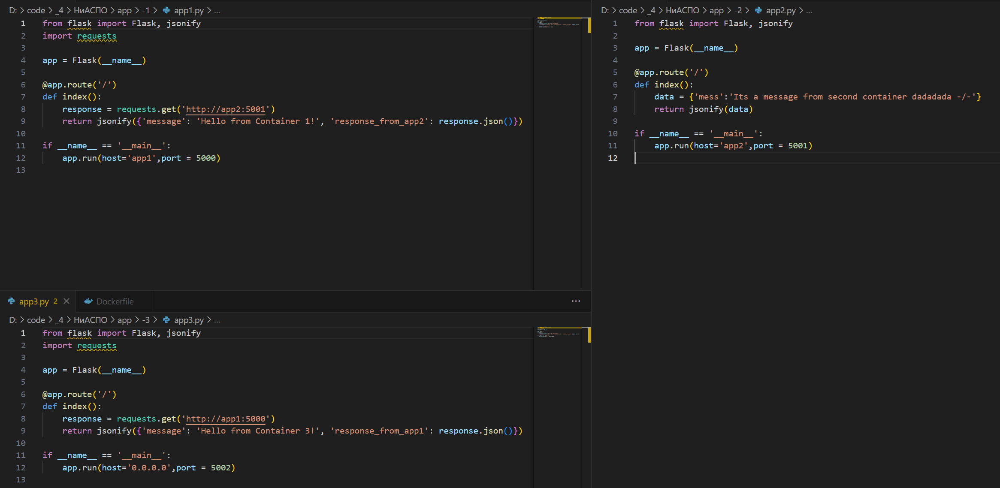 D: > code > _4 > НиАСПО > app > -1 > app1.py > ...
1 from flask import Flask, jsonify
2 import requests
3
4 app = Flask(__name__)
5
6 @app.route('/')
7 def index():
8     response = requests.get('http://app2:5001')
9     return jsonify({'message': 'Hello from Container 1!', 'response_from_app2': response.json()})
10
11 if __name__ == '__main__':
12     app.run(host='app1',port = 5000)
13
D: > code > _4 > НиАСПО > app > -2 > app2.py > ...
1 from flask import Flask, jsonify
2
3 app = Flask(__name__)
4
5 @app.route('/')
6 def index():
7     data = {'mess':'Its a message from second container dadadada -/-'}
8     return jsonify(data)
9
10 if __name__ == '__main__':
11     app.run(host='app2',port = 5001)
12
app3.py 2 Dockerfile
D: > code > _4 > НиАСПО > app > -3 > app3.py > ...
1 from flask import Flask, jsonify
2 import requests
3
4 app = Flask(__name__)
5
6 @app.route('/')
7 def index():
8     response = requests.get('http://app1:5000')
9     return jsonify({'message': 'Hello from Container 3!', 'response_from_app1': response.json()})
10
11 if __name__ == '__main__':
12     app.run(host='0.0.0.0',port = 5002)
13